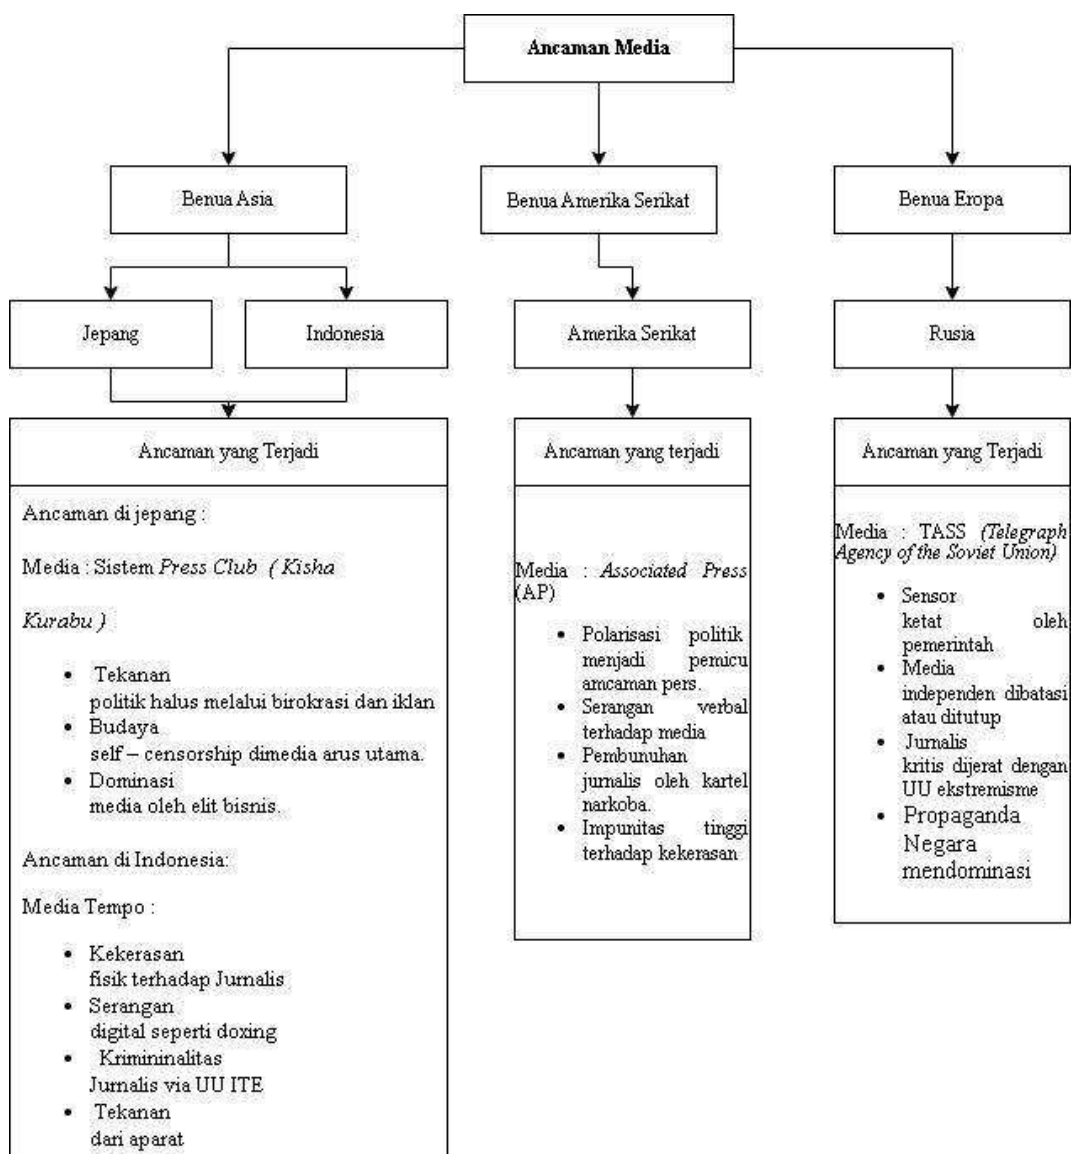 Ancaman Media
Benua Asia
Benua Amerika Serikat
Benua Eropa
Jepang
Indonesia
Amerika Serikat
Rusia
Ancaman yang Terjadi
Ancaman di jepang :
Media : Sistem Press Club ( Kisha
Kurabu )
• Tekanan
politik halus melalui birokrasi dan iklan
• Budaya
self – censorship dimedia arus utama.
• Dominasi
media oleh elit bisnis.
Ancaman di Indonesia:
Media Tempo :
• Kekerasan
fisik terhadap Jurnalis
• Serangan
digital seperti doxing
• Krimininalitas
Jurnalis via UU ITE
• Tekanan
dari aparat
Ancaman yang terjadi
Media : Associated Press
(AP)
• Polarisasi politik
menjadi pemicu
amcaman pers.
• Serangan verbal
terhadap media
• Pembunuhan
jurnalis oleh kartel
narkoba.
• Impunitas tinggi
terhadap kekerasan
Ancaman yang Terjadi
Media : TASS (Telegraph
Agency of the Soviet Union)
• Sensor
ketat oleh
pemerintah
• Media
independen dibatasi
atau ditutup
• Jurnalis
kritis dijerat dengan
UU ekstremisme
• Propaganda
Negara
mendominasi